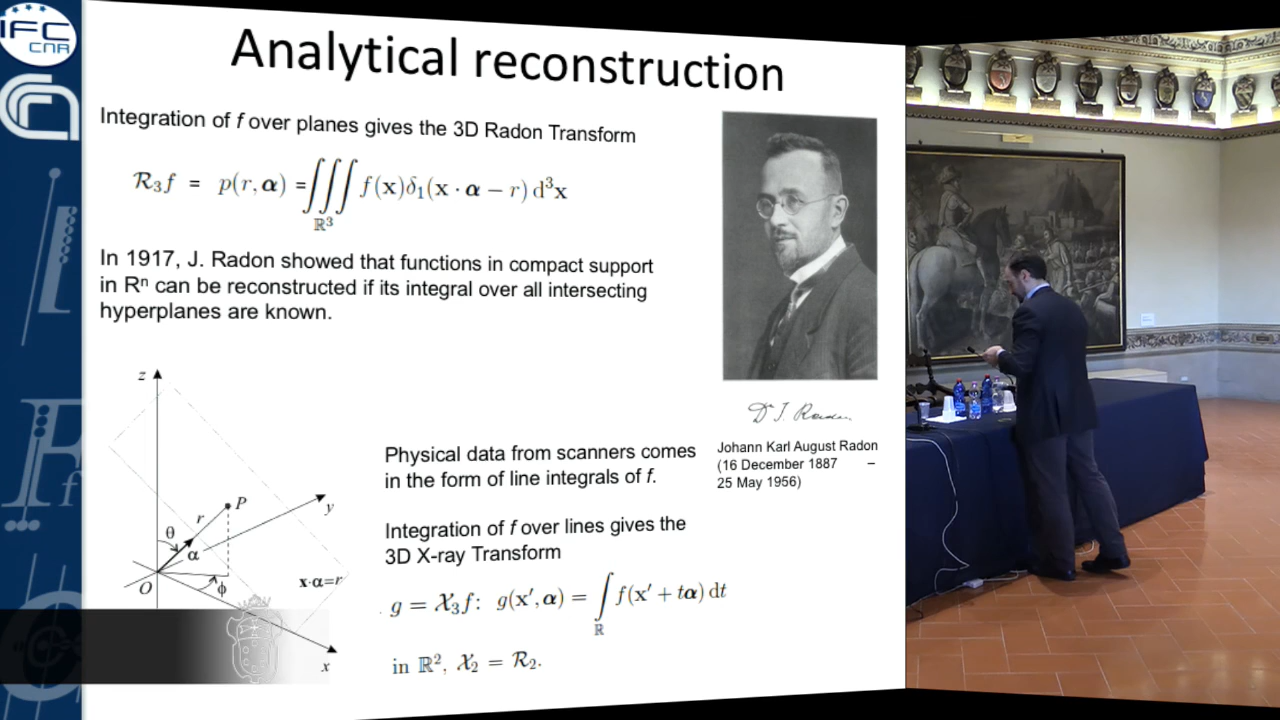 IFC
CNR
Analytical reconstruction
Integration of f over planes gives the 3D Radon Transform
ℛ₃f = p(r, α) = ∭ f(x)δ₁(x · α − r) d³x
ℝ³
In 1917, J. Radon showed that functions in compact support
in Rⁿ can be reconstructed if its integral over all intersecting
hyperplanes are known.
z
P
r
y
θ
α
O
ϕ
x·α=r
x
Physical data from scanners comes
in the form of line integrals of f.
Integration of f over lines gives the
3D X-ray Transform
g = 𝒳₃f: g(x′, α) = ∫ f(x′ + tα) dt
ℝ
in ℝ², 𝒳₂ = ℛ₂.
Dr J. Radon
Johann Karl August Radon
(16 December 1887 –
25 May 1956)